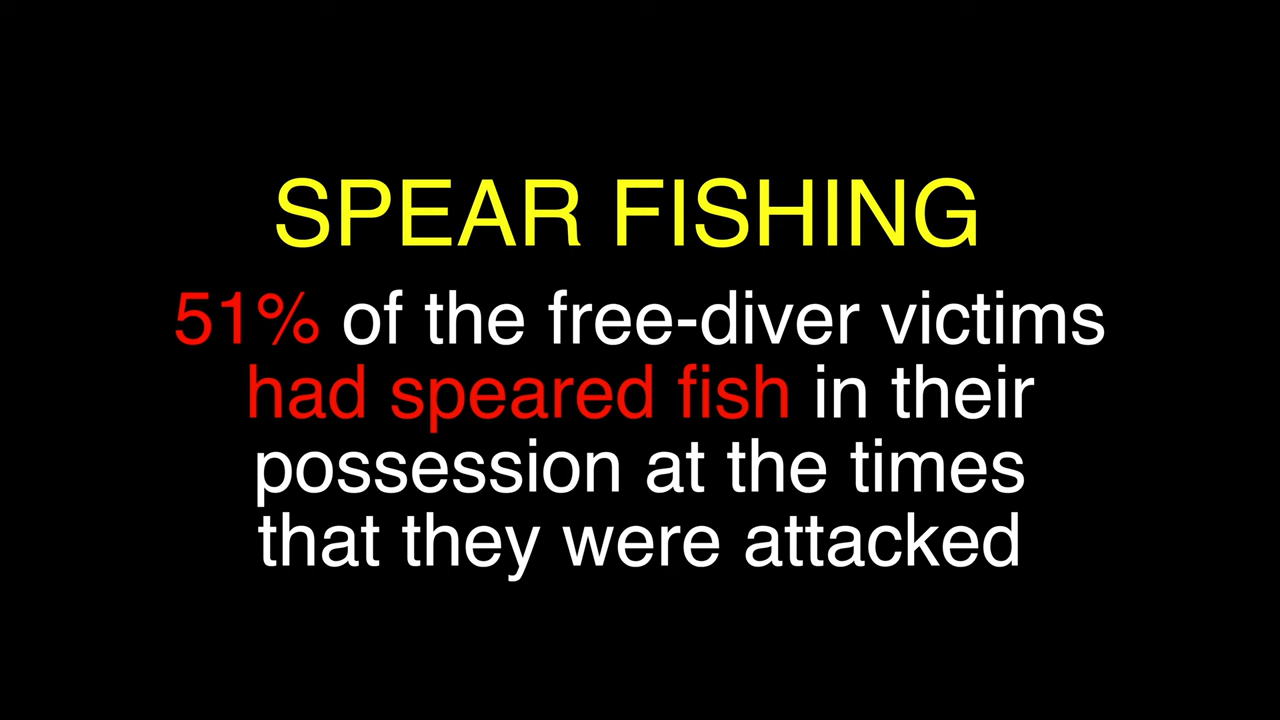 SPEAR FISHING
51% of the free-diver victims
had speared fish in their
possession at the times
that they were attacked